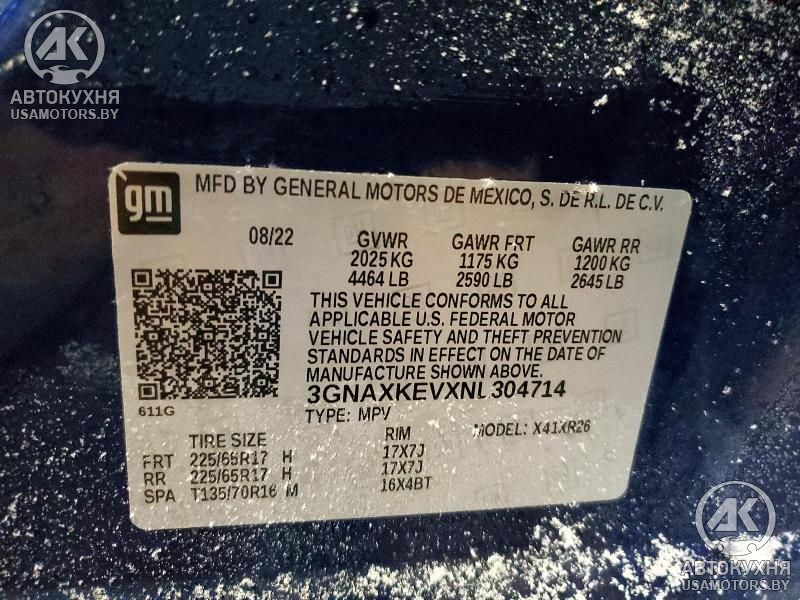 AK
АВТОКУХНЯ
USAMOTORS.BY
gm
MFD BY GENERAL MOTORS DE MEXICO, S. DE R.L. DE C.V.
08/22 GVWR GAWR FRT GAWR RR
2025 KG 1175 KG 1200 KG
4464 LB 2590 LB 2645 LB
THIS VEHICLE CONFORMS TO ALL
APPLICABLE U.S. FEDERAL MOTOR
VEHICLE SAFETY AND THEFT PREVENTION
STANDARDS IN EFFECT ON THE DATE OF
MANUFACTURE SHOWN ABOVE.
3GNAXKEVXNL304714
611G
TYPE: MPV MODEL: X41XR26
TIRE SIZE RIM
FRT 225/65R17 H 17X7J
RR 225/65R17 H 17X7J
SPA T135/70R16 M 16X4BT
AK
АВТОКУХНЯ
USAMOTORS.BY